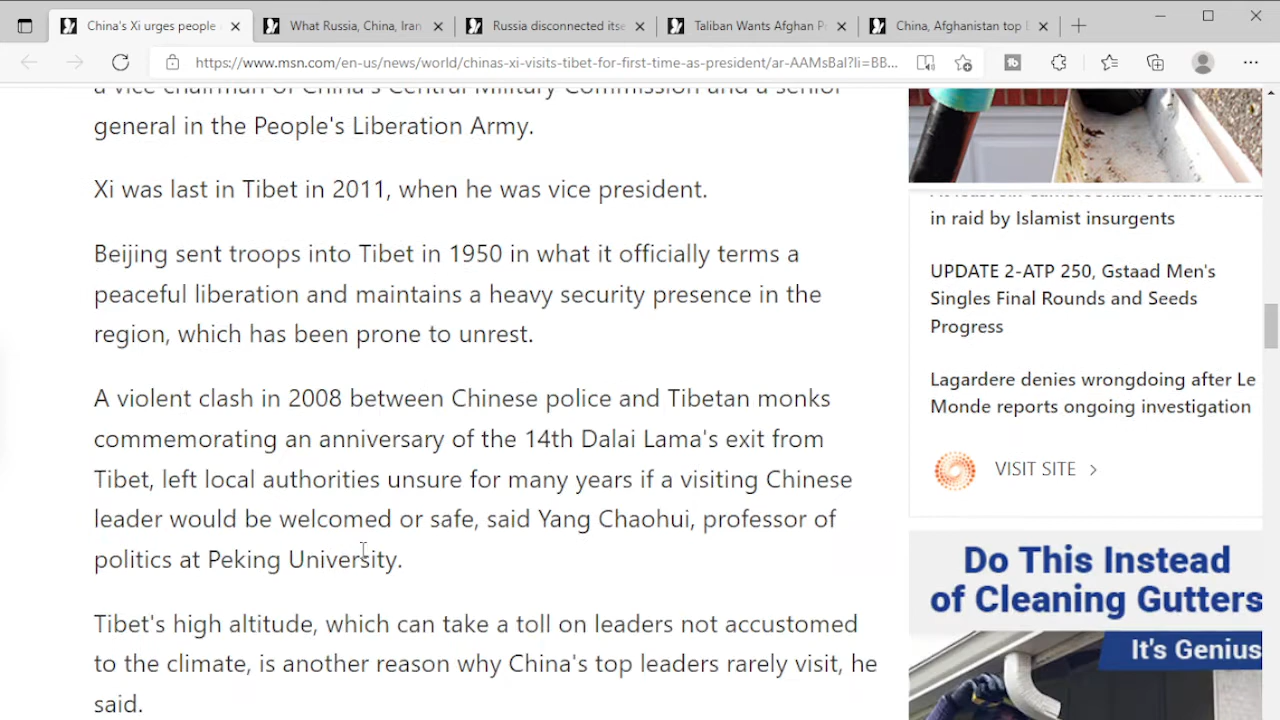 China's Xi urges people
What Russia, China, Iran
Russia disconnected itse
Taliban Wants Afghan P
China, Afghanistan top
https://www.msn.com/en-us/news/world/chinas-xi-visits-tibet-for-first-time-as-president/ar-AAMsBal?li=BB...
a vice chairman of China's Central Military Commission and a senior
general in the People's Liberation Army.
Xi was last in Tibet in 2011, when he was vice president.
Beijing sent troops into Tibet in 1950 in what it officially terms a
peaceful liberation and maintains a heavy security presence in the
region, which has been prone to unrest.
A violent clash in 2008 between Chinese police and Tibetan monks
commemorating an anniversary of the 14th Dalai Lama's exit from
Tibet, left local authorities unsure for many years if a visiting Chinese
leader would be welcomed or safe, said Yang Chaohui, professor of
politics at Peking University.
Tibet's high altitude, which can take a toll on leaders not accustomed
to the climate, is another reason why China's top leaders rarely visit, he
said.
in raid by Islamist insurgents
UPDATE 2-ATP 250, Gstaad Men's
Singles Final Rounds and Seeds
Progress
Lagardere denies wrongdoing after Le
Monde reports ongoing investigation
VISIT SITE
Do This Instead
of Cleaning Gutters
It's Genius